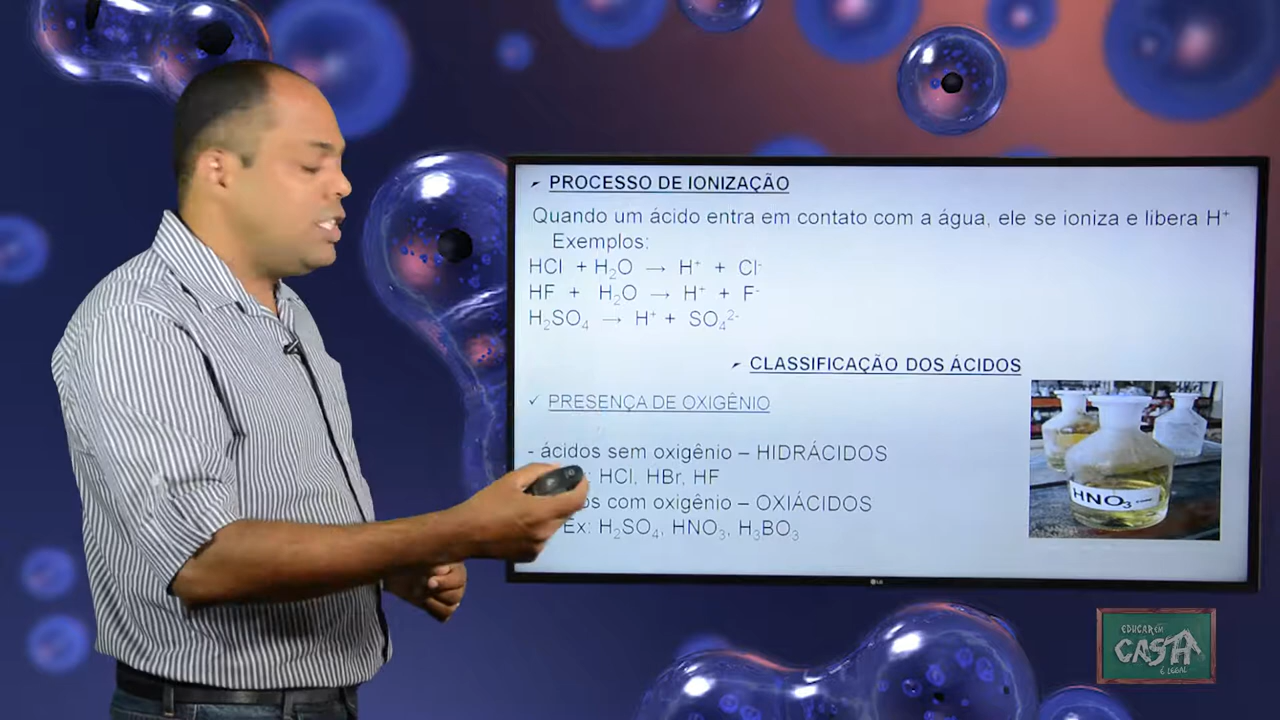 PROCESSO DE IONIZAÇÃO
Quando um ácido entra em contato com a água, ele se ioniza e libera H⁺
Exemplos:
HCl + H₂O → H⁺ + Cl⁻
HF + H₂O → H⁺ + F⁻
H₂SO₄ → H⁺ + SO₄²⁻
CLASSIFICAÇÃO DOS ÁCIDOS
✓ PRESENÇA DE OXIGÊNIO
- ácidos sem oxigênio – HIDRÁCIDOS
: HCl, HBr, HF
com oxigênio – OXIÁCIDOS
Ex: H₂SO₄, HNO₃, H₃BO₃
HNO₃
LG
EDUCAR EM
CASA
É LEGAL